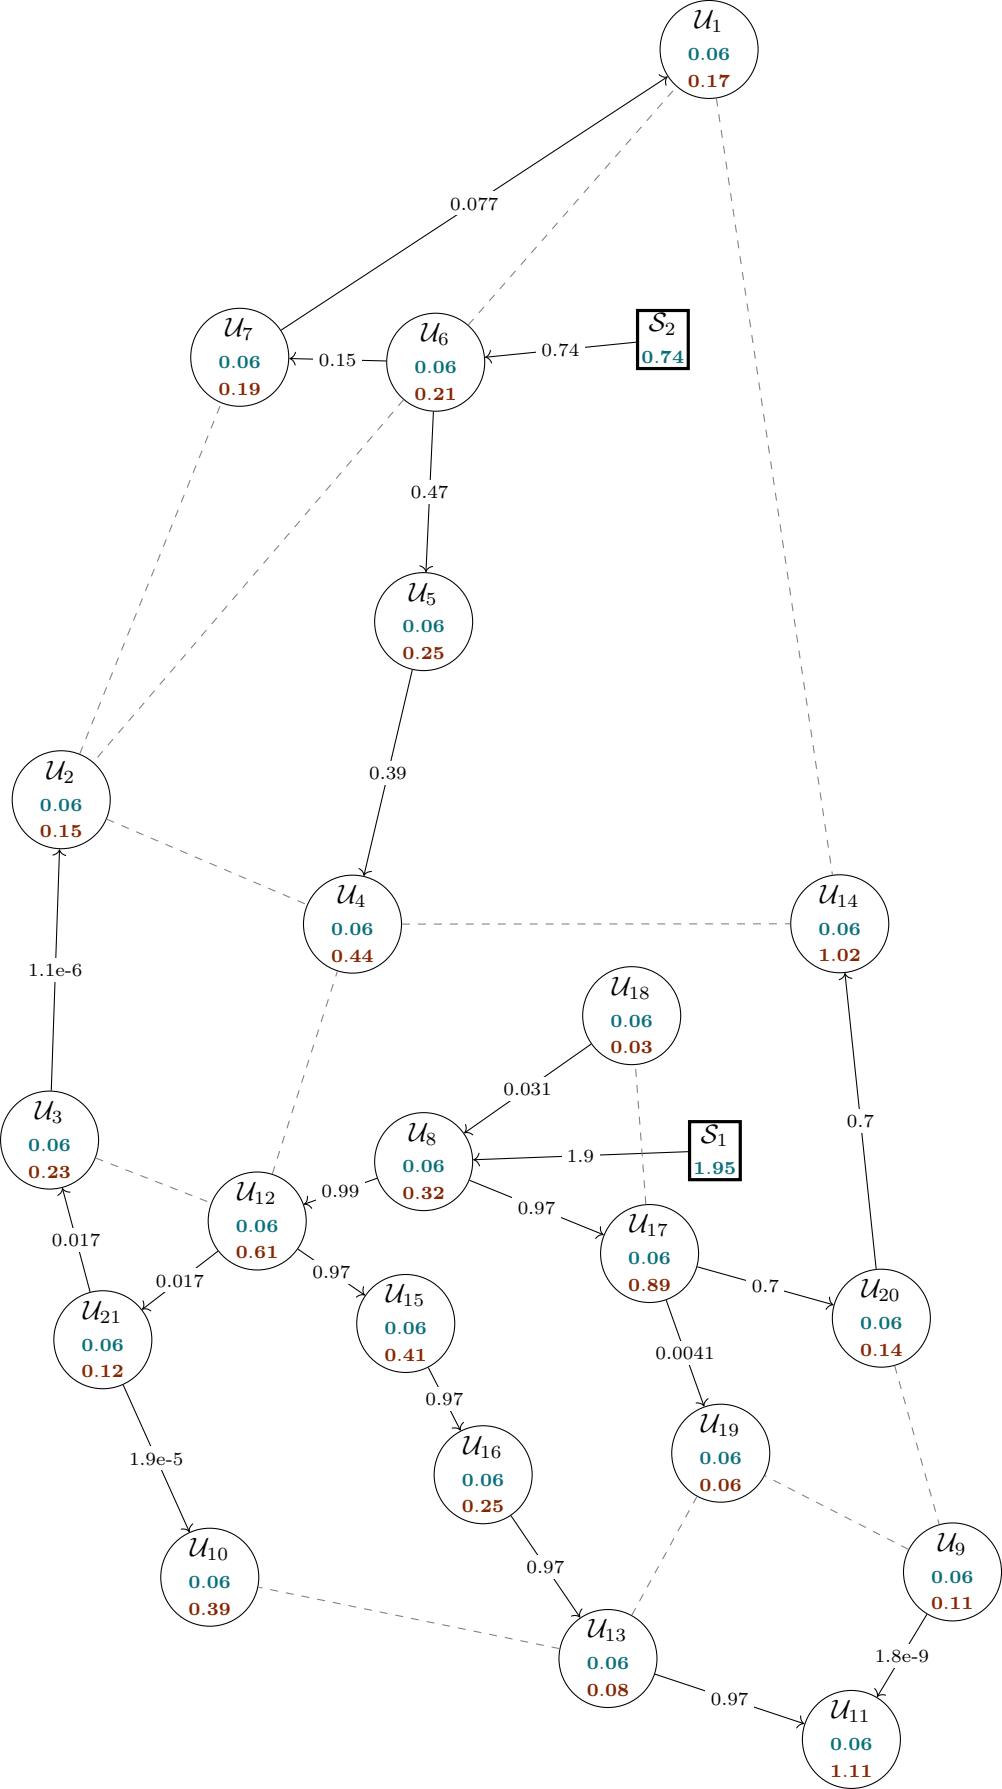 𝒰1
0.06
0.17
0.077
𝒰7
0.06
0.19
0.15
𝒰6
0.06
0.21
0.74
𝒮2
0.74
0.47
𝒰5
0.06
0.25
0.39
𝒰2
0.06
0.15
𝒰4
0.06
0.44
𝒰14
0.06
1.02
1.1e-6
𝒰18
0.06
0.03
0.031
0.7
𝒰3
0.06
0.23
𝒰8
0.06
0.32
1.9
𝒮1
1.95
𝒰12
0.06
0.61
0.99
0.97
𝒰17
0.06
0.89
0.017
0.017
0.97
0.7
𝒰21
0.06
0.12
𝒰15
0.06
0.41
𝒰20
0.06
0.14
0.0041
0.97
𝒰19
0.06
0.06
1.9e-5
𝒰16
0.06
0.25
𝒰10
0.06
0.39
0.97
𝒰9
0.06
0.11
𝒰13
0.06
0.08
1.8e-9
0.97
𝒰11
0.06
1.11